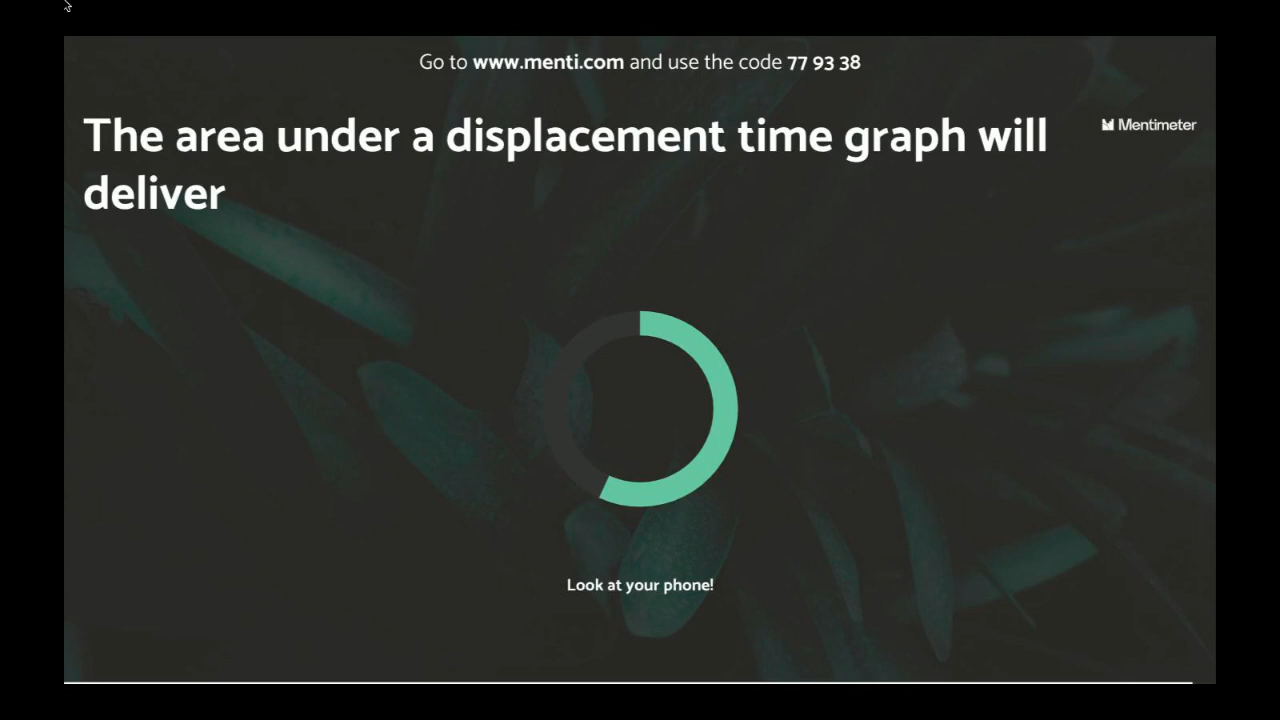 Go to www.menti.com and use the code 77 93 38
The area under a displacement time graph will
deliver
Mentimeter
Look at your phone!